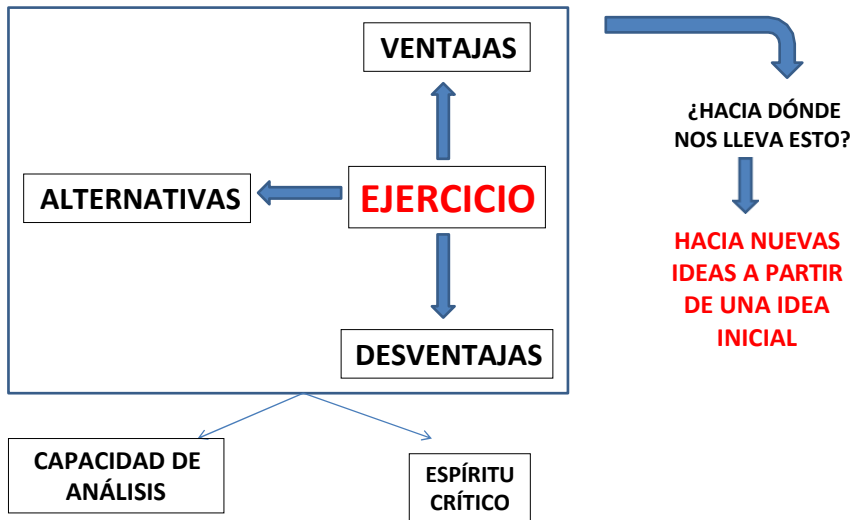 VENTAJAS
ALTERNATIVAS
EJERCICIO
DESVENTAJAS
¿HACIA DÓNDE
NOS LLEVA ESTO?
HACIA NUEVAS
IDEAS A PARTIR
DE UNA IDEA
INICIAL
CAPACIDAD DE
ANÁLISIS
ESPÍRITU
CRÍTICO